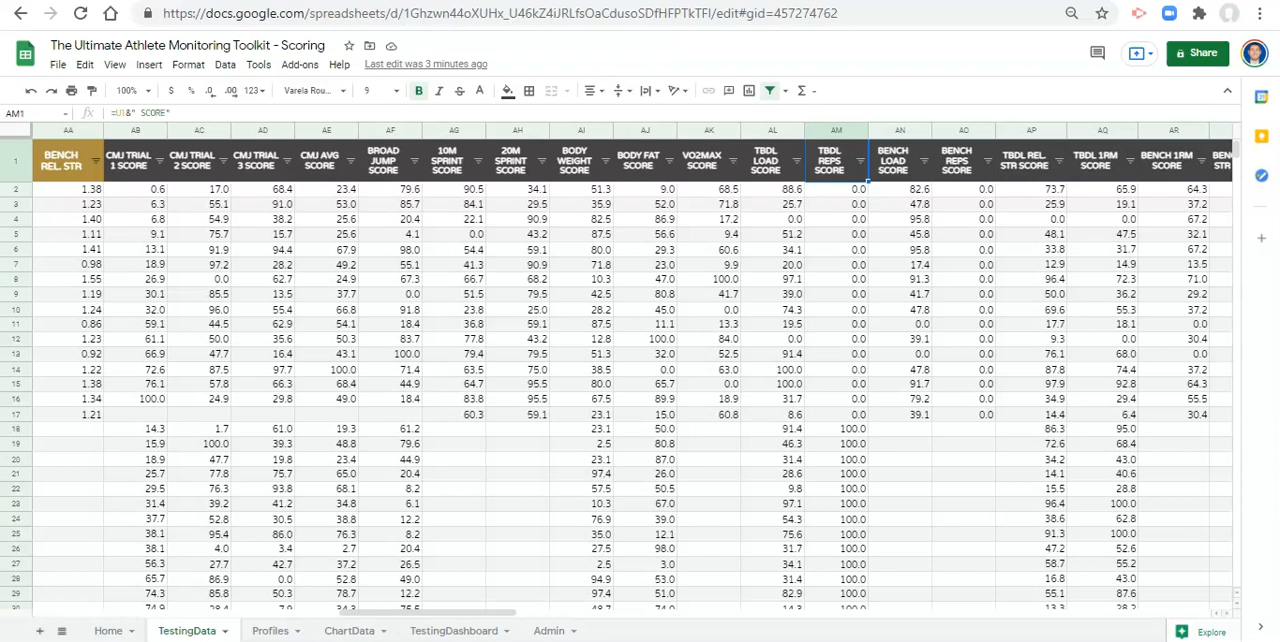 https://docs.google.com/spreadsheets/d/1Ghzwn44oXUHx_U46kZ4iJRLfsOaCdusoSDfHFPTkTFI/edit#gid=457274762
The Ultimate Athlete Monitoring Toolkit - Scoring
File Edit View Insert Format Data Tools Add-ons Help Last edit was 3 minutes ago
Share
100% $ % .0 .00 123 Varela Rou... 9 B I S A
AM1 fx =U1&" SCORE"
AA AB AC AD AE AF AG AH AI AJ AK AL AM AN AO AP AQ AR
1 BENCH REL. STR CMJ TRIAL 1 SCORE CMJ TRIAL 2 SCORE CMJ TRIAL 3 SCORE CMJ AVG SCORE BROAD JUMP SCORE 10M SPRINT SCORE 20M SPRINT SCORE BODY WEIGHT SCORE BODY FAT SCORE VO2MAX SCORE TBDL LOAD SCORE TBDL REPS SCORE BENCH LOAD SCORE BENCH REPS SCORE TBDL REL. STR SCORE TBDL 1RM SCORE BENCH 1RM SCORE
2 1.38 0.6 17.0 68.4 23.4 79.6 90.5 34.1 51.3 9.0 68.5 88.6 0.0 82.6 0.0 73.7 65.9 64.3
3 1.23 6.3 55.1 91.0 53.0 85.7 84.1 29.5 35.9 52.0 71.8 25.7 0.0 47.8 0.0 25.9 19.1 37.2
4 1.40 6.8 54.9 38.2 25.6 20.4 22.1 90.9 82.5 86.9 17.2 0.0 0.0 95.8 0.0 0.0 0.0 67.2
5 1.11 9.1 75.7 15.7 25.6 4.1 0.0 43.2 87.5 56.6 9.4 51.2 0.0 45.8 0.0 48.1 47.5 32.1
6 1.41 13.1 91.9 94.4 67.9 98.0 54.4 59.1 80.0 29.3 60.6 34.1 0.0 95.8 0.0 33.8 31.7 67.2
7 0.98 18.9 97.2 28.2 49.2 55.1 41.3 90.9 71.8 23.0 9.9 20.0 0.0 17.4 0.0 12.9 14.9 13.5
8 1.55 26.9 0.0 62.7 24.9 67.3 66.7 68.2 10.3 47.0 100.0 97.1 0.0 91.3 0.0 96.4 72.3 71.0
9 1.19 30.1 85.5 13.5 37.7 0.0 51.5 79.5 42.5 80.8 41.7 39.0 0.0 41.7 0.0 50.0 36.2 29.2
10 1.24 32.0 96.0 55.4 66.8 91.8 23.8 25.0 28.2 45.0 0.0 74.3 0.0 47.8 0.0 69.6 55.3 37.2
11 0.86 59.1 44.5 62.9 54.1 18.4 36.8 59.1 87.5 11.1 13.3 19.5 0.0 0.0 0.0 17.7 18.1 0.0
12 1.23 61.1 50.0 35.6 50.3 83.7 77.8 43.2 12.8 100.0 84.0 0.0 0.0 39.1 0.0 9.3 0.0 30.4
13 0.92 66.9 47.7 16.4 43.1 100.0 79.4 79.5 51.3 32.0 52.5 91.4 0.0 0.0 0.0 76.1 68.0 0.0
14 1.22 72.6 87.5 97.7 100.0 71.4 63.5 75.0 38.5 0.0 63.0 100.0 0.0 47.8 0.0 87.8 74.4 37.2
15 1.38 76.1 57.8 66.3 68.4 44.9 64.7 95.5 80.0 65.7 0.0 100.0 0.0 91.7 0.0 97.9 92.8 64.3
16 1.34 100.0 24.9 29.8 49.0 18.4 83.8 95.5 67.5 89.9 18.9 31.7 0.0 79.2 0.0 34.9 29.4 55.5
17 1.21 60.3 59.1 23.1 15.0 60.8 8.6 0.0 39.1 0.0 14.4 6.4 30.4
18 14.3 1.7 61.0 19.3 61.2 23.1 50.0 91.4 100.0 86.3 95.0
19 15.9 100.0 39.3 48.8 79.6 2.5 80.8 46.3 100.0 72.6 68.4
20 18.9 47.7 19.8 23.4 44.9 23.1 87.0 31.4 100.0 34.2 43.0
21 25.7 77.8 75.7 65.0 20.4 97.4 26.0 28.6 100.0 14.1 40.6
22 29.5 76.3 93.8 68.1 8.2 57.5 50.5 9.8 100.0 15.5 28.8
23 31.4 39.2 41.2 34.8 6.1 10.3 67.0 97.1 100.0 96.4 100.0
24 37.7 52.8 30.5 38.8 12.2 76.9 39.0 54.3 100.0 38.6 62.8
25 38.1 95.4 86.0 76.3 8.2 35.0 12.1 75.6 100.0 91.3 100.0
26 38.1 4.0 3.4 2.7 20.4 27.5 98.0 31.7 100.0 47.2 52.6
27 56.3 27.7 42.7 37.2 26.5 2.5 3.0 34.1 100.0 58.7 55.2
28 65.7 86.9 0.0 52.8 49.0 94.9 53.0 31.4 100.0 16.8 43.0
29 74.3 85.8 50.3 78.7 12.2 97.4 51.0 82.9 100.0 55.1 87.6
Home TestingData Profiles ChartData TestingDashboard Admin Explore